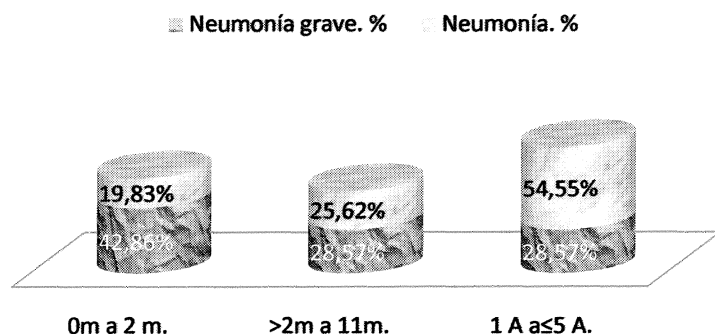 Neumonía grave. % Neumonía. %
19,83% 25,62% 54,55%
42,86% 28,57% 28,57%
0m a 2 m. >2m a 11m. 1 A a≤5 A.